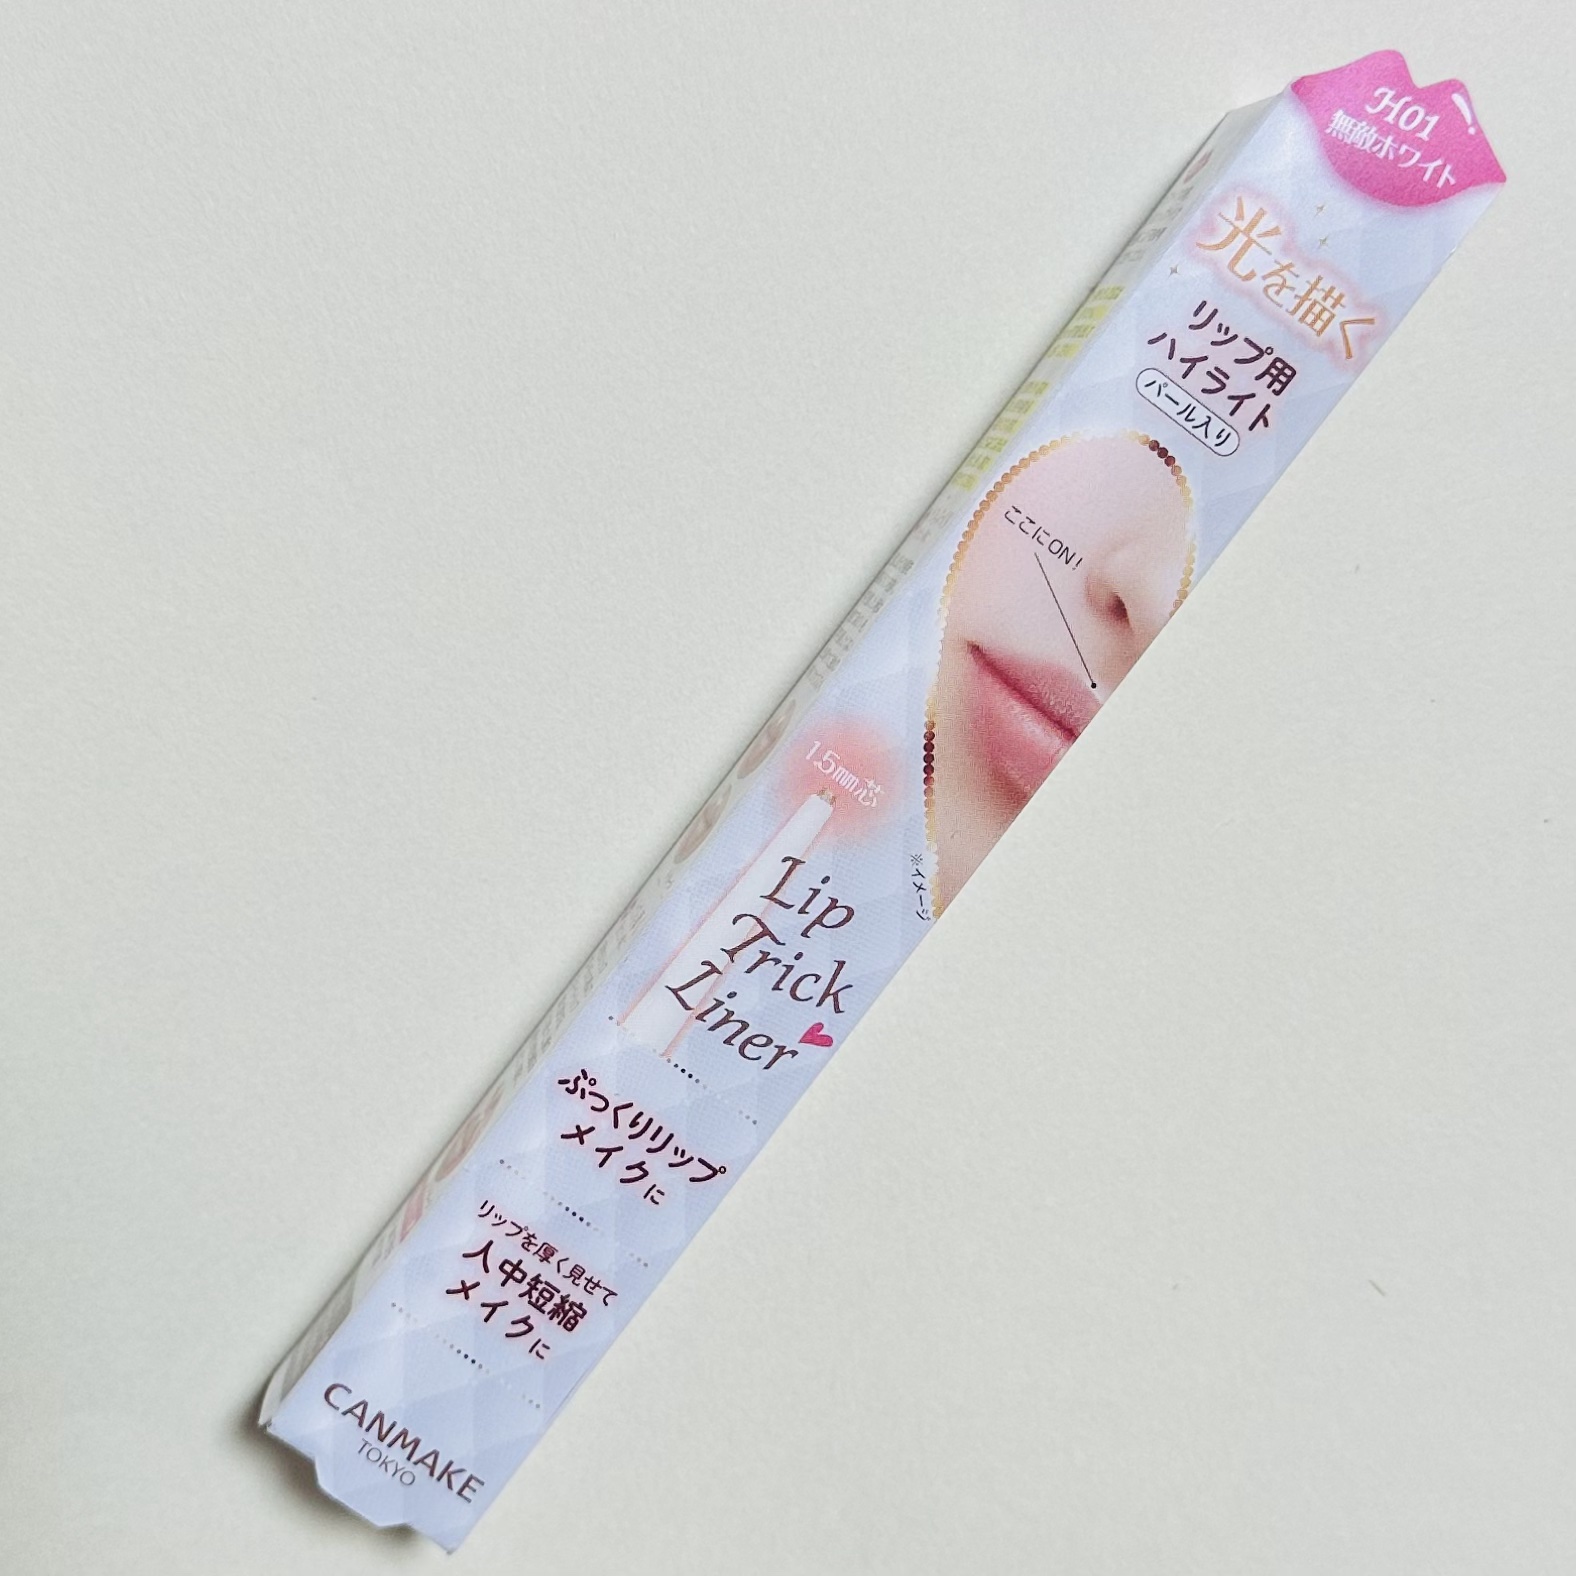 H01
無敵ホワイト
光を描く
リップ用
ハイライト
パール入り
ここにON!
1.5mm芯
※イメージ
Lip
Trick
Liner
ぷっくりリップ
メイクに
リップを厚く見せて
人中短縮
メイクに
CANMAKE
TOKYO